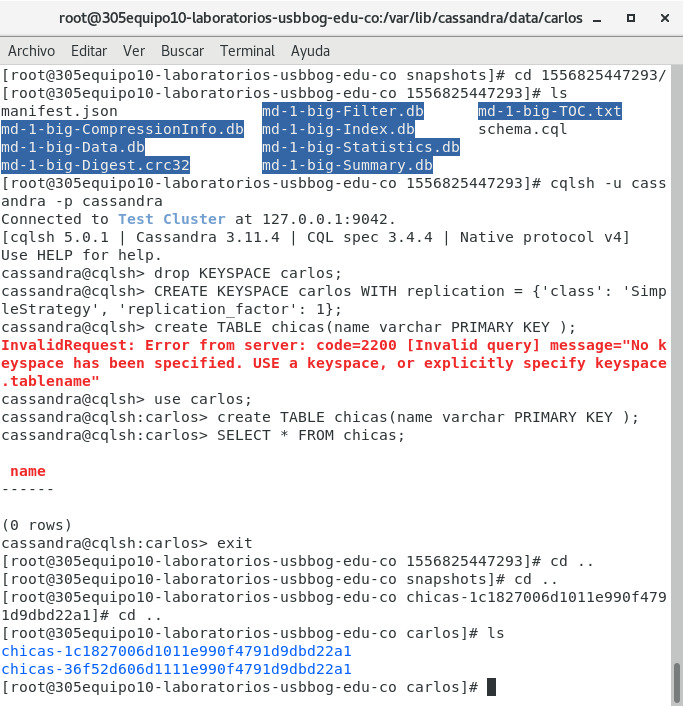 root@305equipo10-laboratorios-usbbog-edu-co:/var/lib/cassandra/data/carlos
Archivo Editar Ver Buscar Terminal Ayuda
[root@305equipo10-laboratorios-usbbog-edu-co snapshots]# cd 1556825447293/
[root@305equipo10-laboratorios-usbbog-edu-co 1556825447293]# ls
manifest.json md-1-big-Filter.db md-1-big-TOC.txt
md-1-big-CompressionInfo.db md-1-big-Index.db schema.cql
md-1-big-Data.db md-1-big-Statistics.db
md-1-big-Digest.crc32 md-1-big-Summary.db
[root@305equipo10-laboratorios-usbbog-edu-co 1556825447293]# cqlsh -u cass
andra -p cassandra
Connected to Test Cluster at 127.0.0.1:9042.
[cqlsh 5.0.1 | Cassandra 3.11.4 | CQL spec 3.4.4 | Native protocol v4]
Use HELP for help.
cassandra@cqlsh> drop KEYSPACE carlos;
cassandra@cqlsh> CREATE KEYSPACE carlos WITH replication = {'class': 'Simp
leStrategy', 'replication_factor': 1};
cassandra@cqlsh> create TABLE chicas(name varchar PRIMARY KEY );
InvalidRequest: Error from server: code=2200 [Invalid query] message="No k
eyspace has been specified. USE a keyspace, or explicitly specify keyspace
.tablename"
cassandra@cqlsh> use carlos;
cassandra@cqlsh:carlos> create TABLE chicas(name varchar PRIMARY KEY );
cassandra@cqlsh:carlos> SELECT * FROM chicas;
name
------
(0 rows)
cassandra@cqlsh:carlos> exit
[root@305equipo10-laboratorios-usbbog-edu-co 1556825447293]# cd ..
[root@305equipo10-laboratorios-usbbog-edu-co snapshots]# cd ..
[root@305equipo10-laboratorios-usbbog-edu-co chicas-1c1827006d1011e990f479
1d9dbd22a1]# cd ..
[root@305equipo10-laboratorios-usbbog-edu-co carlos]# ls
chicas-1c1827006d1011e990f4791d9dbd22a1
chicas-36f52d606d1111e990f4791d9dbd22a1
[root@305equipo10-laboratorios-usbbog-edu-co carlos]#